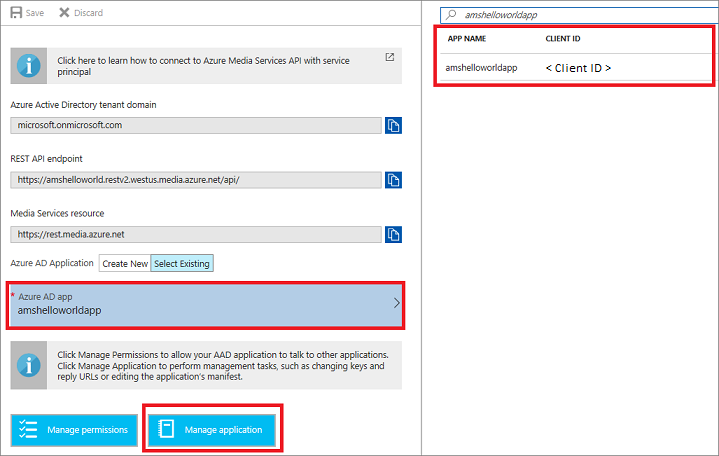 Save Discard
Click here to learn how to connect to Azure Media Services API with service
principal
Azure Active Directory tenant domain
microsoft.onmicrosoft.com
REST API endpoint
https://amshelloworld.restv2.westus.media.azure.net/api/
Media Services resource
https://rest.media.azure.net
Azure AD Application Create New Select Existing
* Azure AD app
amshelloworldapp
Click Manage Permissions to allow your AAD application to talk to other applications.
Click Manage Application to perform management tasks, such as changing keys and
reply URLs or editing the application's manifest.
Manage permissions Manage application
amshelloworldapp
APP NAME CLIENT ID
amshelloworldapp < Client ID >